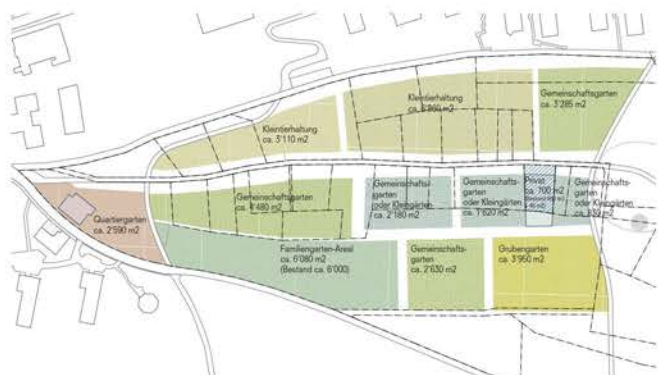 Gemeinschaftsgarten
ca. 3'285 m2
Kleintierhaltung
m2
Kleintierhaltung
ca. 3'110 m2
Quartiergarten
ca. 2'590 m2
Gemeinschaftsgarten
ca. 4'480 m2
Gemeinschafts-
garten
oder Kleingärten
ca. 2'180 m2
Gemeinschafts-
garten
oder Kleingärten
ca. 1'620 m2
Privat
ca. 700 m2
Gemeinschafts-
garten
oder Kleingärten
Familiengarten-Areal
ca. 6'080 m2
(Bestand ca. 6'000)
Gemeinschafts-
garten
ca. 2'630 m2
Grubengarten
ca. 3'950 m2